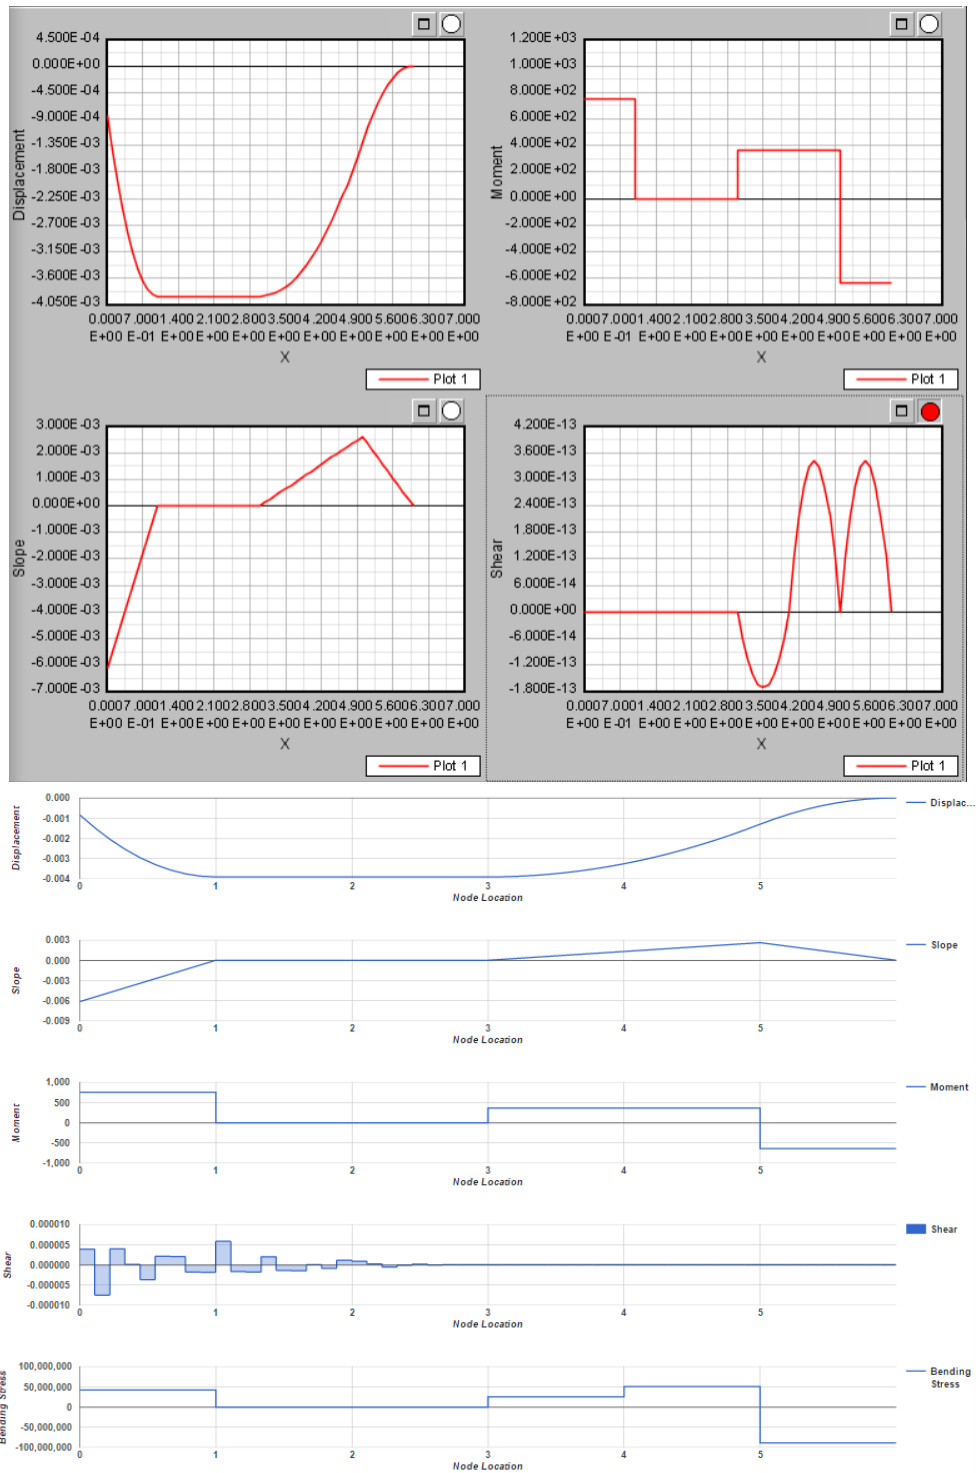 4.500E -04
0.000E+00
-4.500E -04
-9.000E -04
-1.350E -03
-1.800E -03
-2.250E -03
-2.700E -03
-3.150E -03
-3.600E -03
-4.050E -03
Displacement
0.0007.0001.4002.1002.8003.5004.2004.9005.6006.3007.000
E+00 E-01 E+00 E+00 E+00 E+00 E+00 E+00 E+00 E+00 E+00
X
Plot 1
1.200E +03
1.000E +03
8.000E +02
6.000E +02
4.000E +02
2.000E +02
0.000E +00
-2.000E +02
-4.000E +02
-6.000E +02
-8.000E +02
Moment
0.0007.0001.4002.1002.8003.5004.2004.9005.6006.3007.000
E+00 E-01 E+00 E+00 E+00 E+00 E+00 E+00 E+00 E+00 E+00
X
Plot 1
3.000E -03
2.000E -03
1.000E -03
0.000E+00
-1.000E -03
-2.000E -03
-3.000E -03
-4.000E -03
-5.000E -03
-6.000E -03
-7.000E -03
Slope
0.0007.0001.4002.1002.8003.5004.2004.9005.6006.3007.000
E+00 E-01 E+00 E+00 E+00 E+00 E+00 E+00 E+00 E+00 E+00
X
Plot 1
4.200E-13
3.600E-13
3.000E-13
2.400E-13
1.800E-13
1.200E-13
6.000E -14
0.000E +00
-6.000E -14
-1.200E-13
-1.800E-13
Shear
0.0007.0001.4002.1002.8003.5004.2004.9005.6006.3007.000
E+00 E-01 E+00 E+00 E+00 E+00 E+00 E+00 E+00 E+00 E+00
X
Plot 1
0.000
-0.001
-0.002
-0.003
-0.004
Displacement
0 1 2 3 4 5
Node Location
Displac...
0.003
0.000
-0.003
-0.006
-0.009
Slope
0 1 2 3 4 5
Node Location
Slope
1,000
500
0
-500
-1,000
Moment
0 1 2 3 4 5
Node Location
Moment
0.000010
0.000005
0.000000
-0.000005
-0.000010
Shear
0 1 2 3 4 5
Node Location
Shear
100,000,000
50,000,000
0
-50,000,000
-100,000,000
Bending Stress
0 1 2 3 4 5
Node Location
Bending
Stress